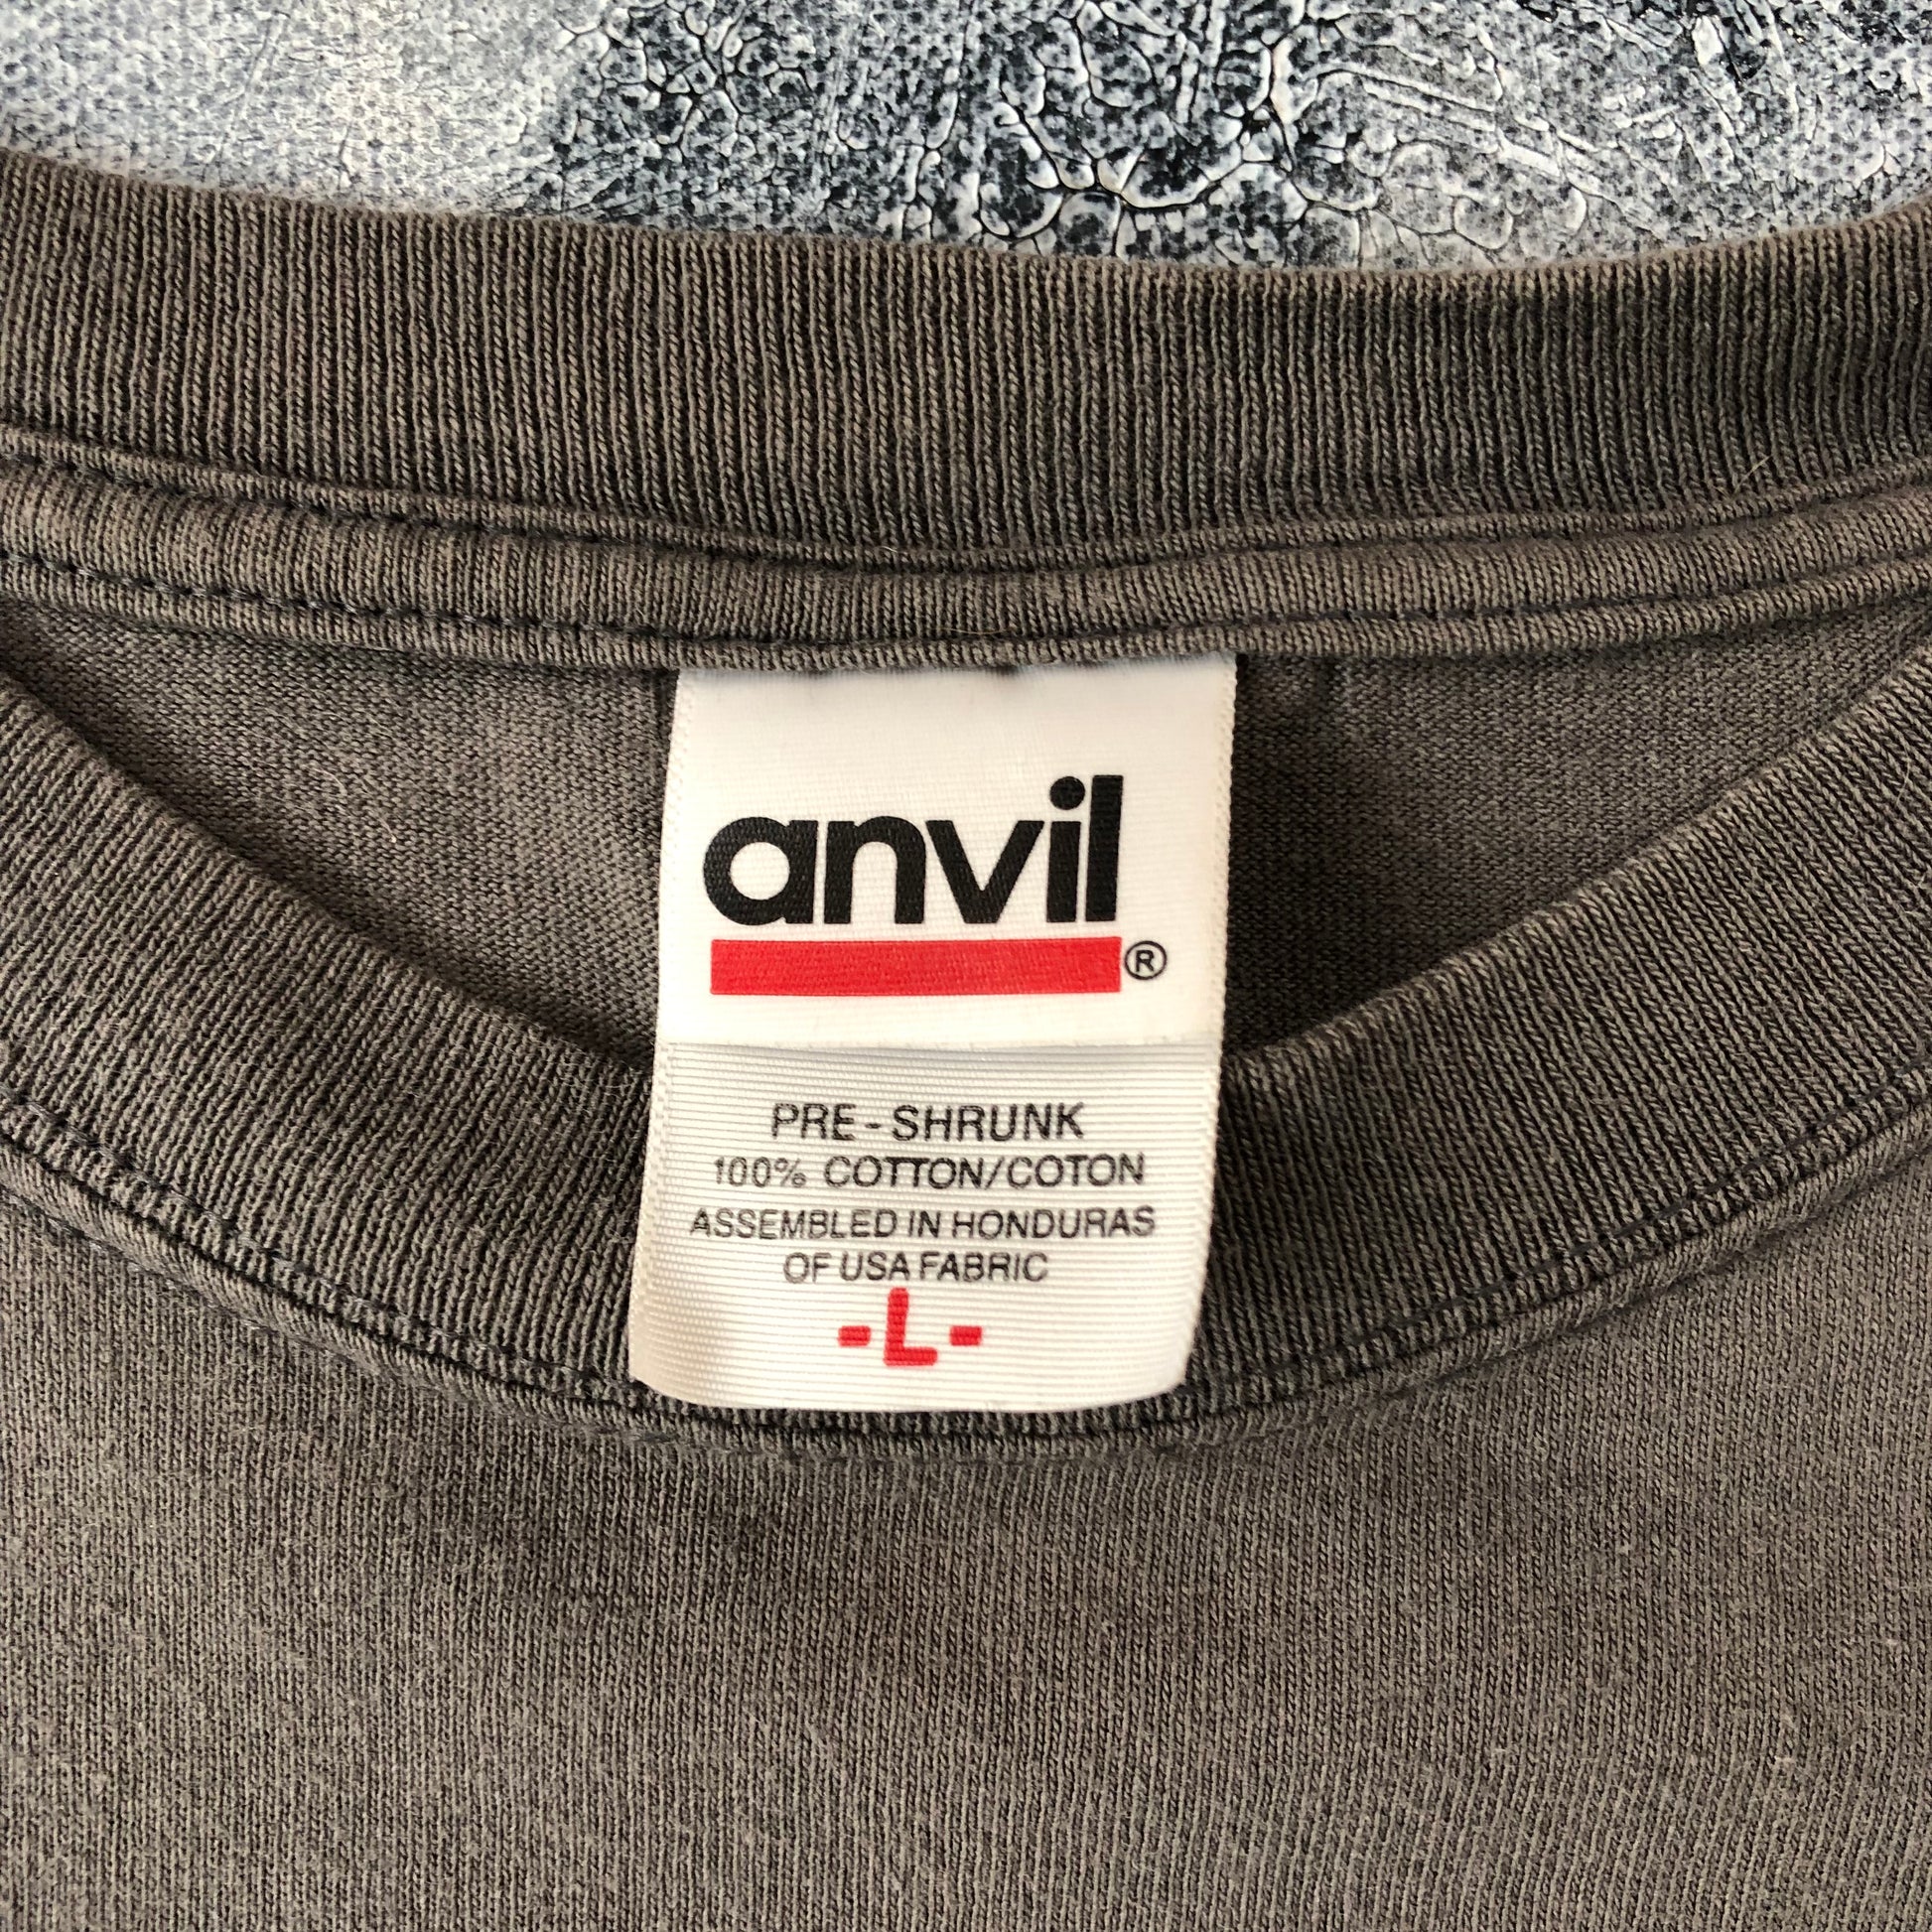 anvil
®
PRE-SHRUNK
100% COTTON/COTON
ASSEMBLED IN HONDURAS
OF USA FABRIC
-L-